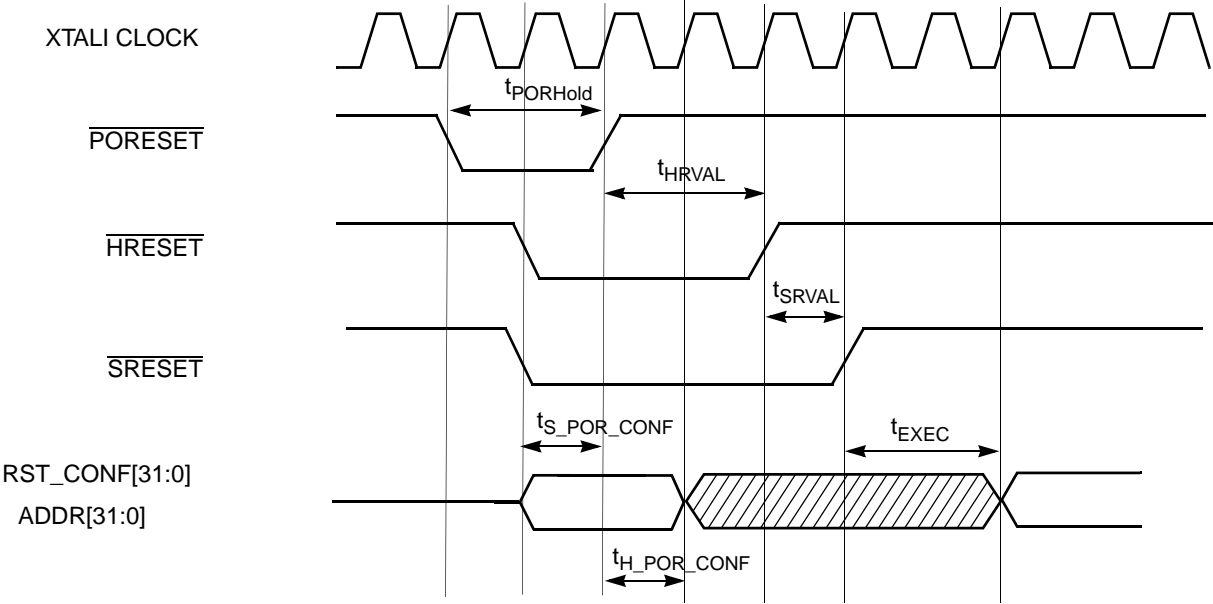 XTALI CLOCK
tPORHold
PORESET
tHRVAL
HRESET
tSRVAL
SRESET
tS_POR_CONF
tEXEC
RST_CONF[31:0]
ADDR[31:0]
tH_POR_CONF